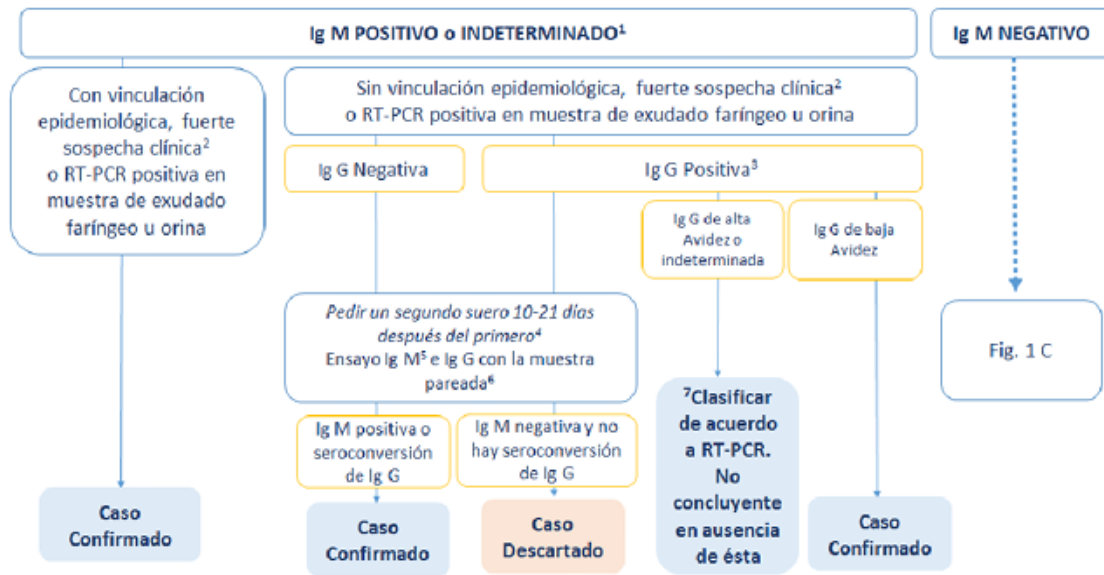 Ig M POSITIVO o INDETERMINADO¹
Ig M NEGATIVO
Con vinculación
epidemiológica, fuerte
sospecha clínica²
o RT-PCR positiva en
muestra de exudado
faríngeo u orina
Sin vinculación epidemiológica, fuerte sospecha clínica²
o RT-PCR positiva en muestra de exudado faríngeo u orina
Ig G Negativa
Ig G Positiva³
Ig G de alta
Avidez o
indeterminada
Ig G de baja
Avidez
Pedir un segundo suero 10-21 días
después del primero⁴
Ensayo Ig M⁵ e Ig G con la muestra
pareada⁶
Fig. 1 C
Ig M positiva o
seroconversión
de Ig G
Ig M negativa y no
hay seroconversión
de Ig G
⁷Clasificar
de acuerdo
a RT-PCR.
No
concluyente
en ausencia
de ésta
Caso
Confirmado
Caso
Confirmado
Caso
Descartado
Caso
Confirmado